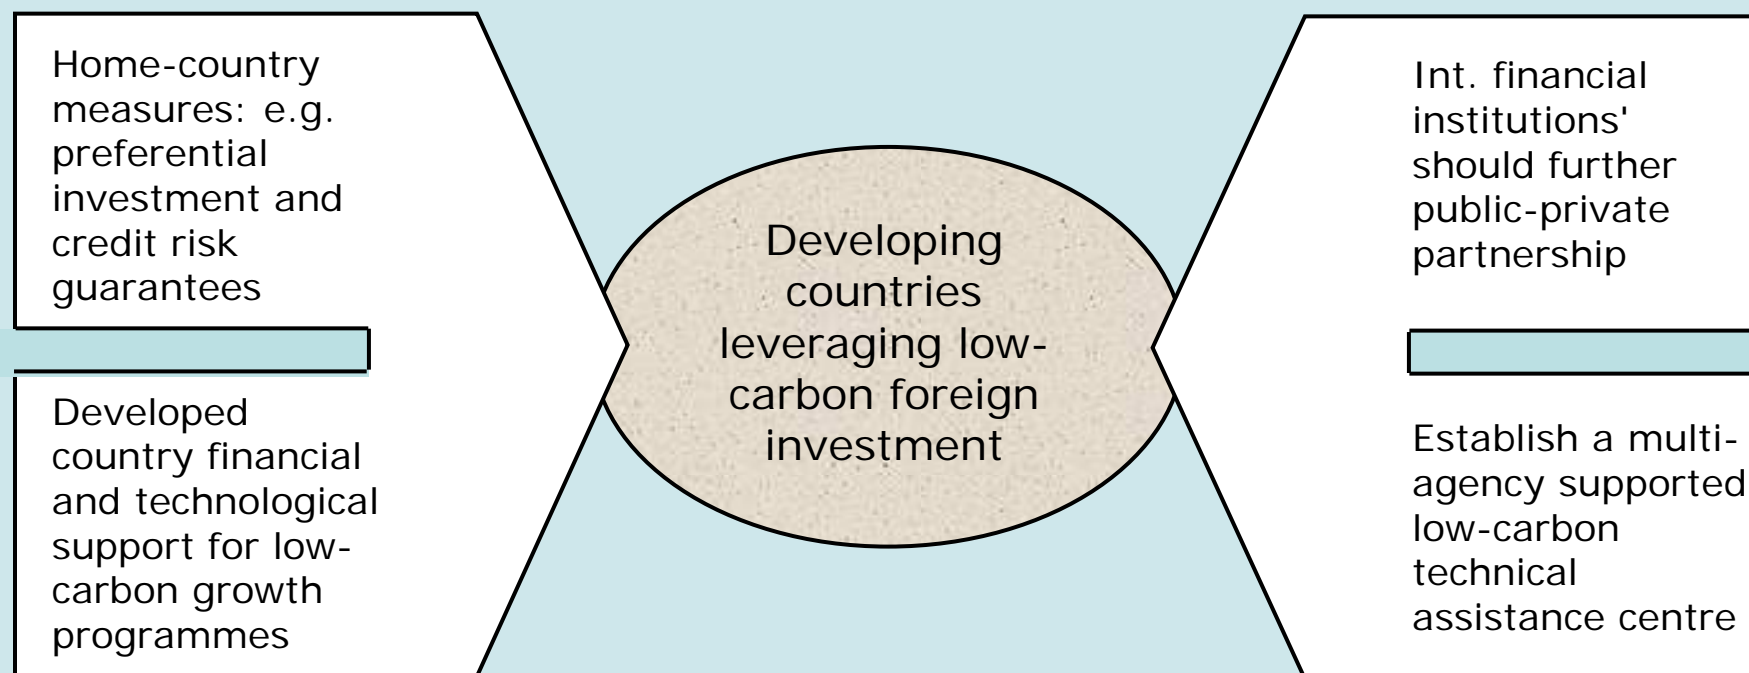 Home-country
measures: e.g.
preferential
investment and
credit risk
guarantees
Developed
country financial
and technological
support for low-
carbon growth
programmes
Developing
countries
leveraging low-
carbon foreign
investment
Int. financial
institutions'
should further
public-private
partnership
Establish a multi-
agency supported
low-carbon
technical
assistance centre